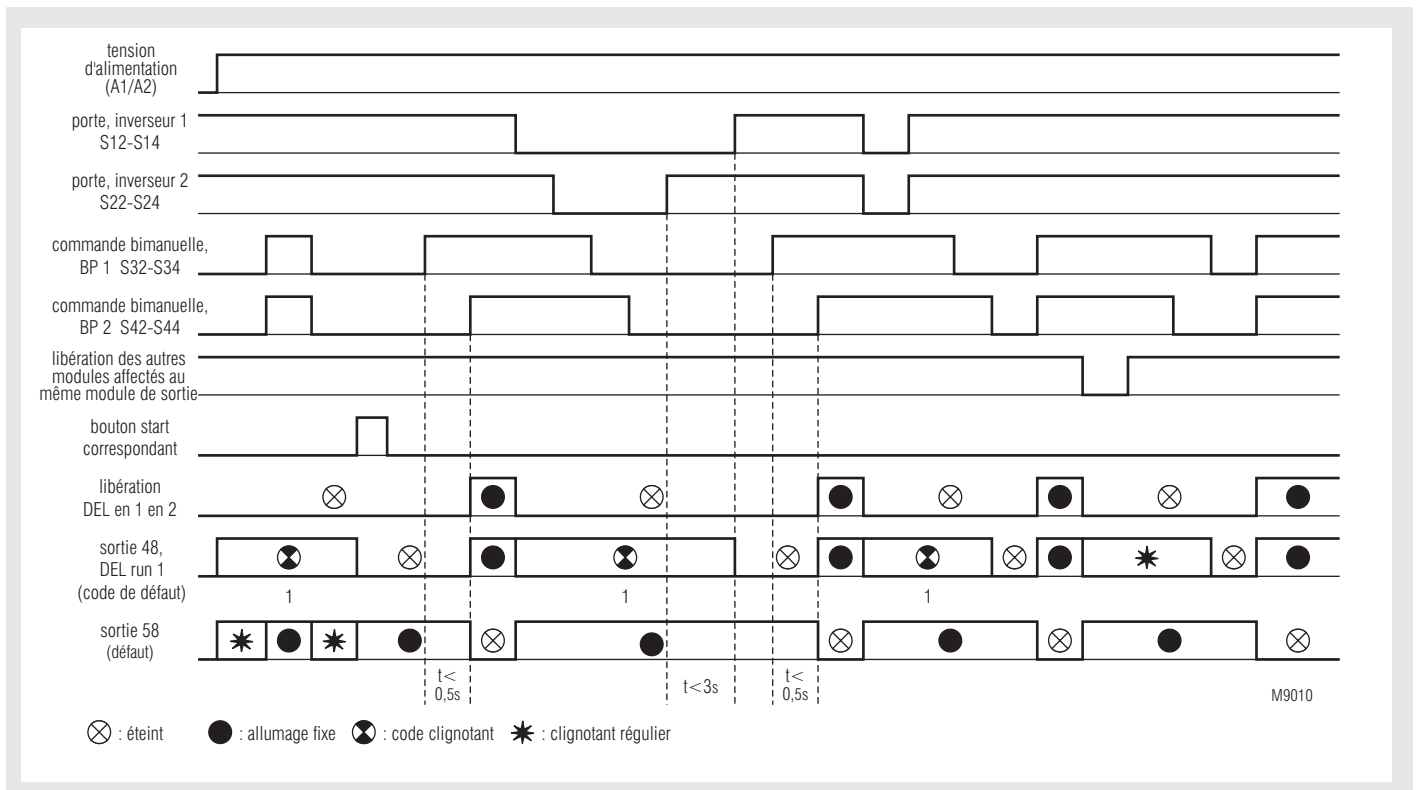 tension
d'alimentation
(A1/A2)
porte, inverseur 1
S12-S14
porte, inverseur 2
S22-S24
commande bimanuelle,
BP 1 S32-S34
commande bimanuelle,
BP 2 S42-S44
libération des autres
modules affectés au
même module de sortie
bouton start
correspondant
libération
DEL en 1 en 2
sortie 48,
DEL run 1
(code de défaut)
1
1
1
sortie 58
(défaut)
t<
0,5s
t<3s
t<
0,5s
M9010
: éteint
: allumage fixe
: code clignotant
: clignotant régulier